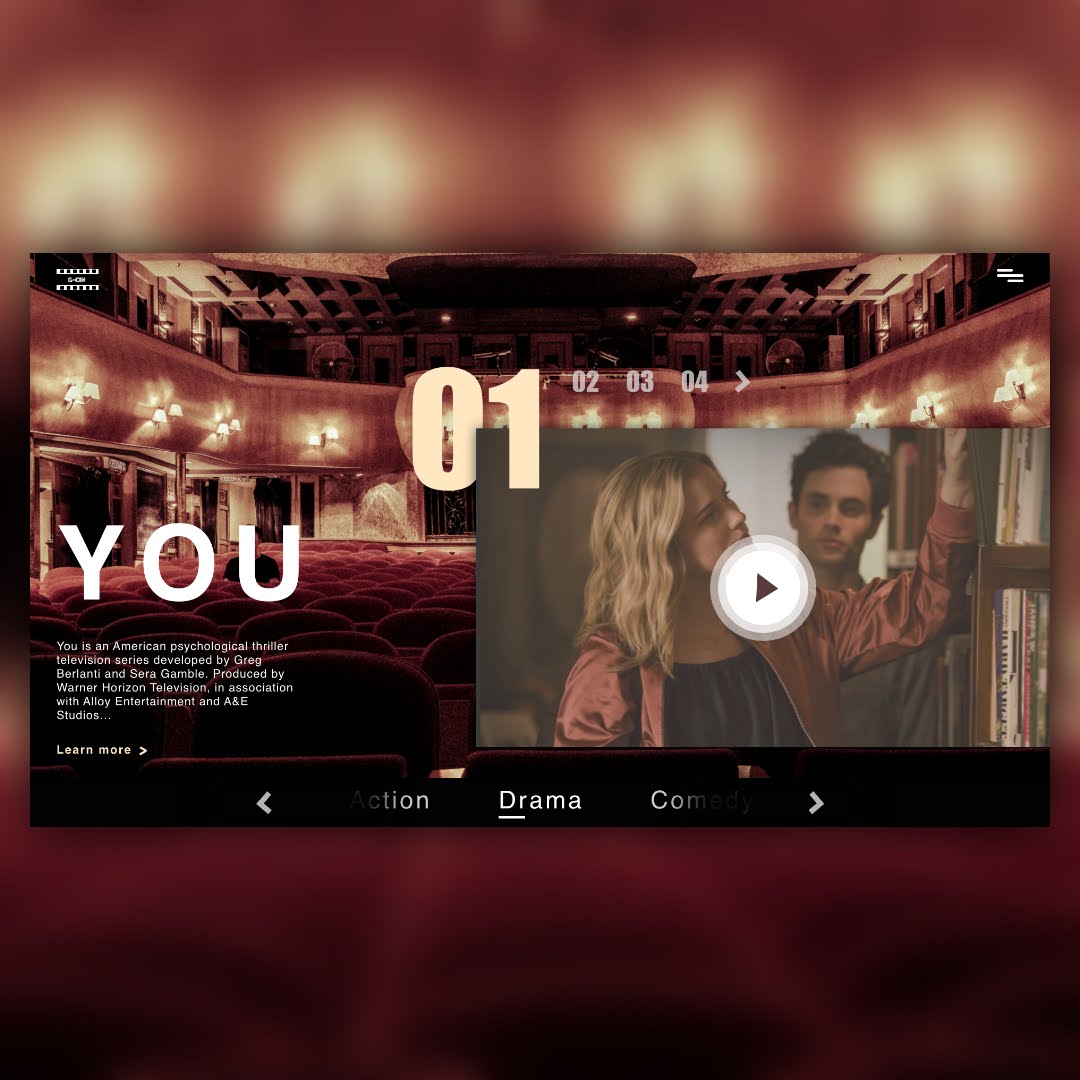 G-CEN
01 02 03 04
YOU
You is an American psychological thriller
television series developed by Greg
Berlanti and Sera Gamble. Produced by
Warner Horizon Television, in association
with Alloy Entertainment and A&E
Studios...
Learn more >
Action Drama Comedy